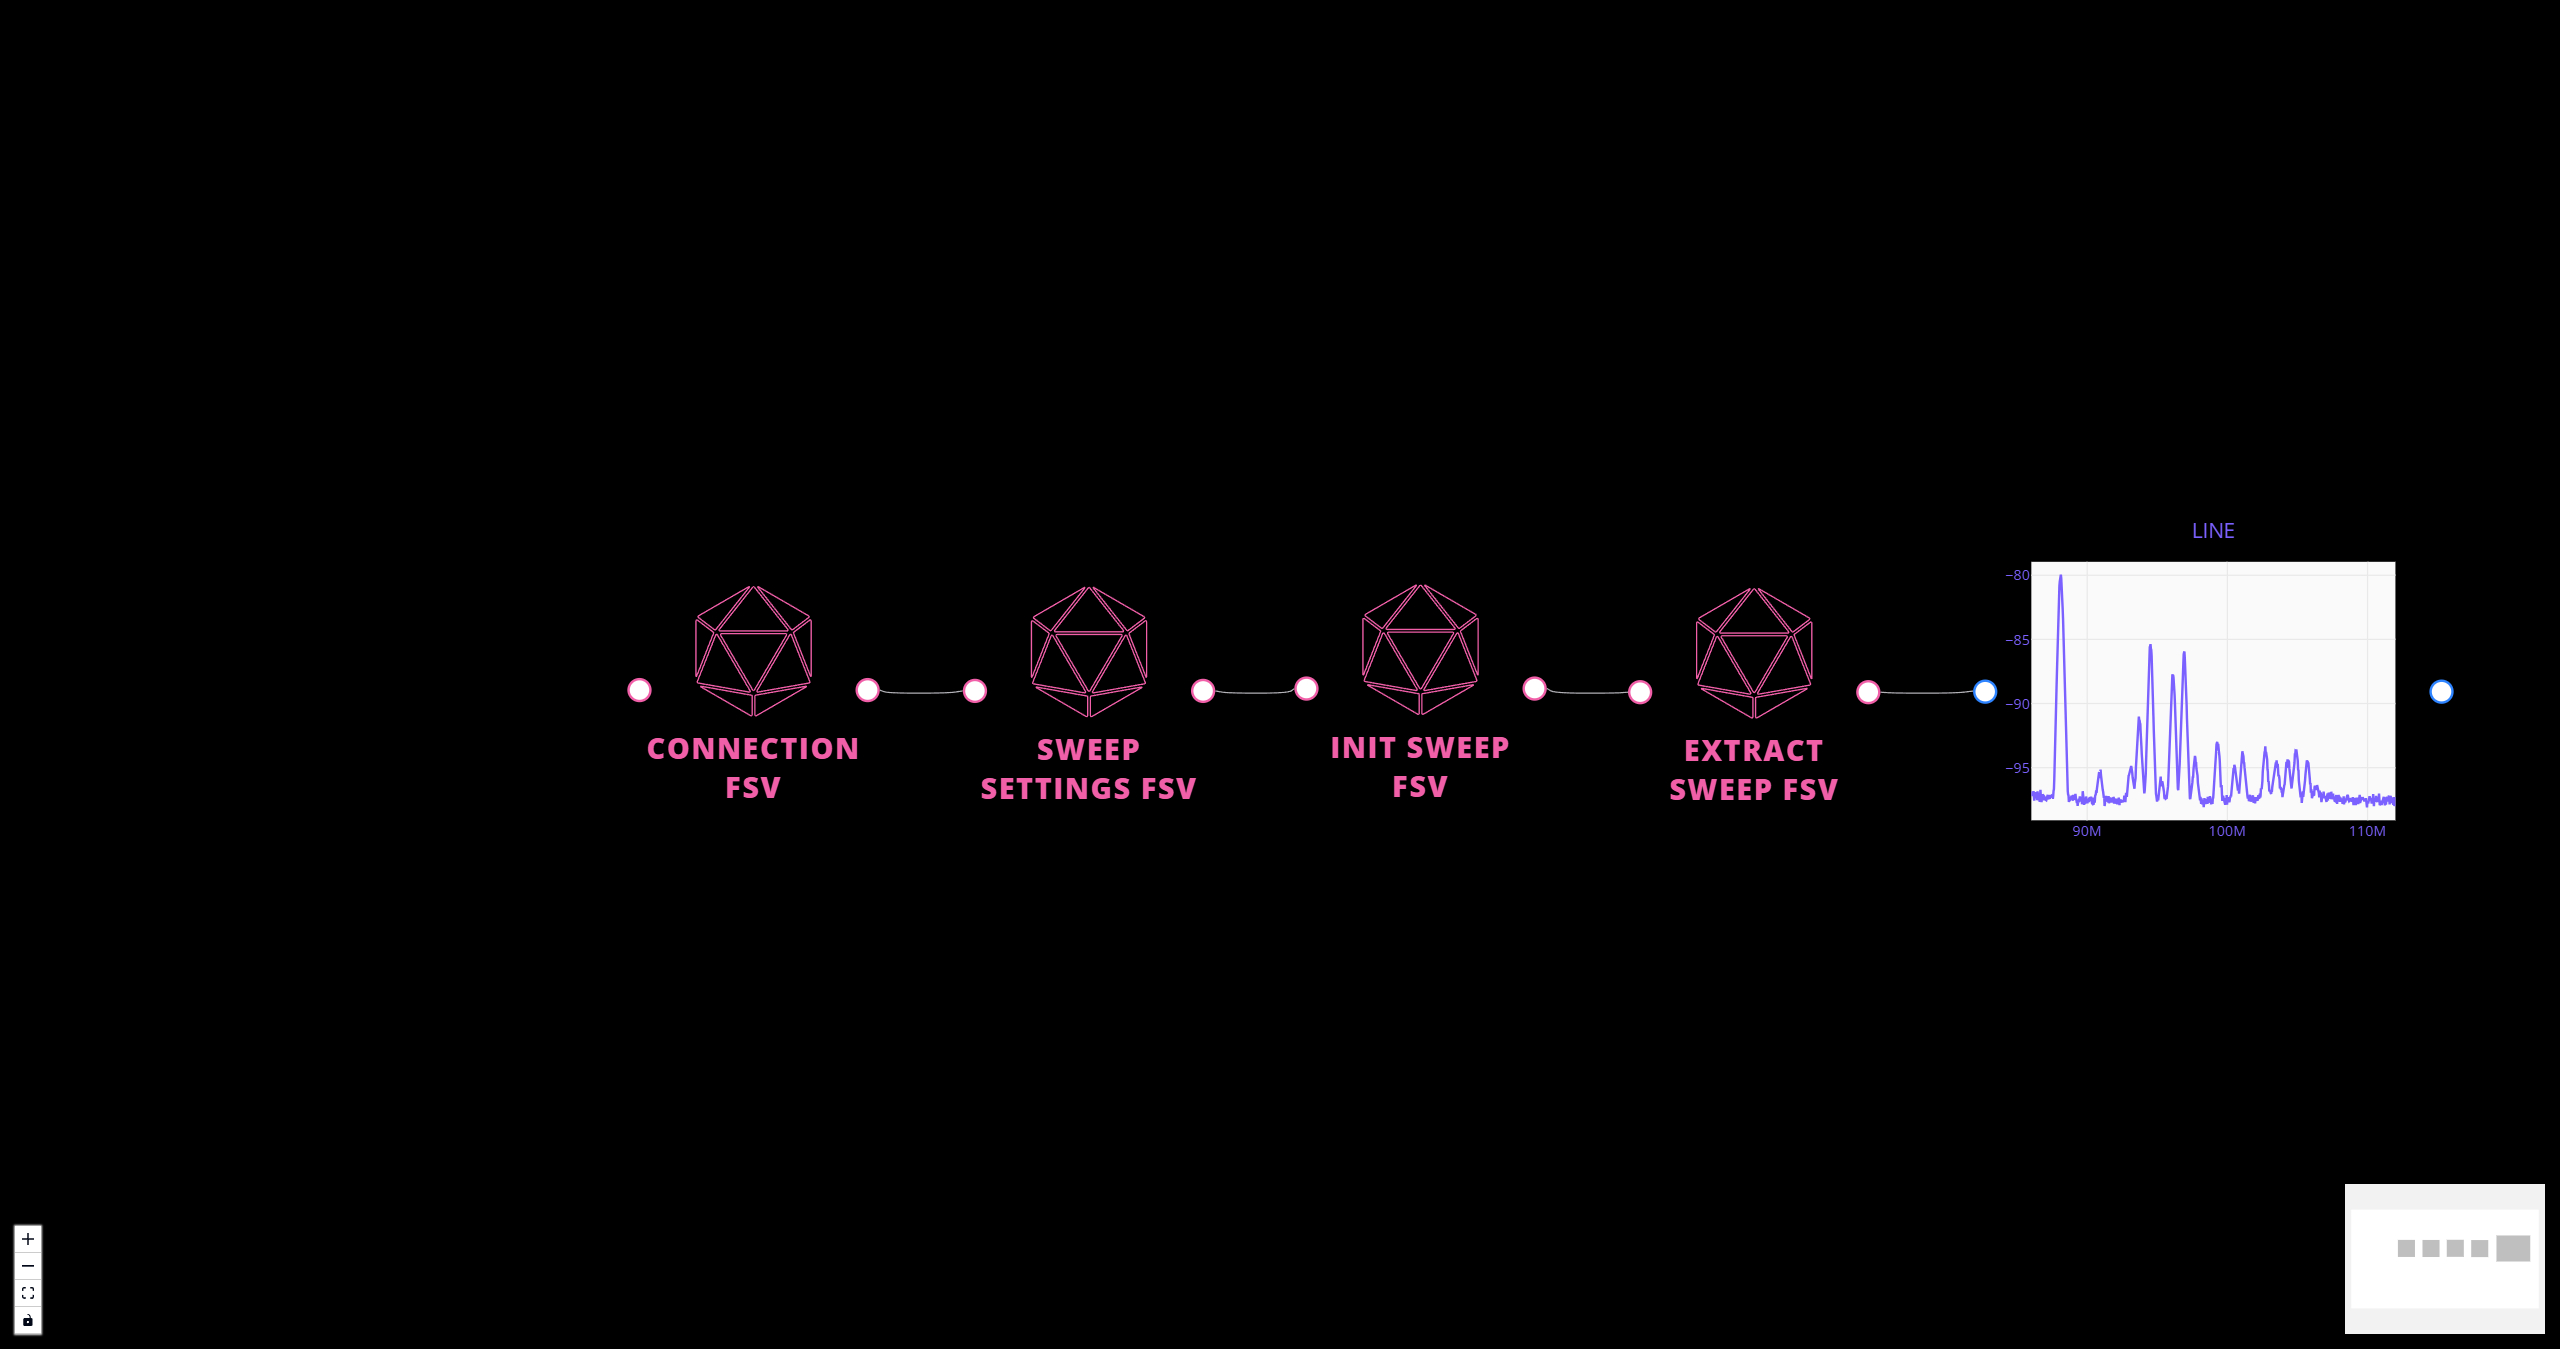 LINE
CONNECTION
FSV
SWEEP
SETTINGS FSV
INIT SWEEP
FSV
EXTRACT
SWEEP FSV
−80
−85
−90
−95
90M
100M
110M